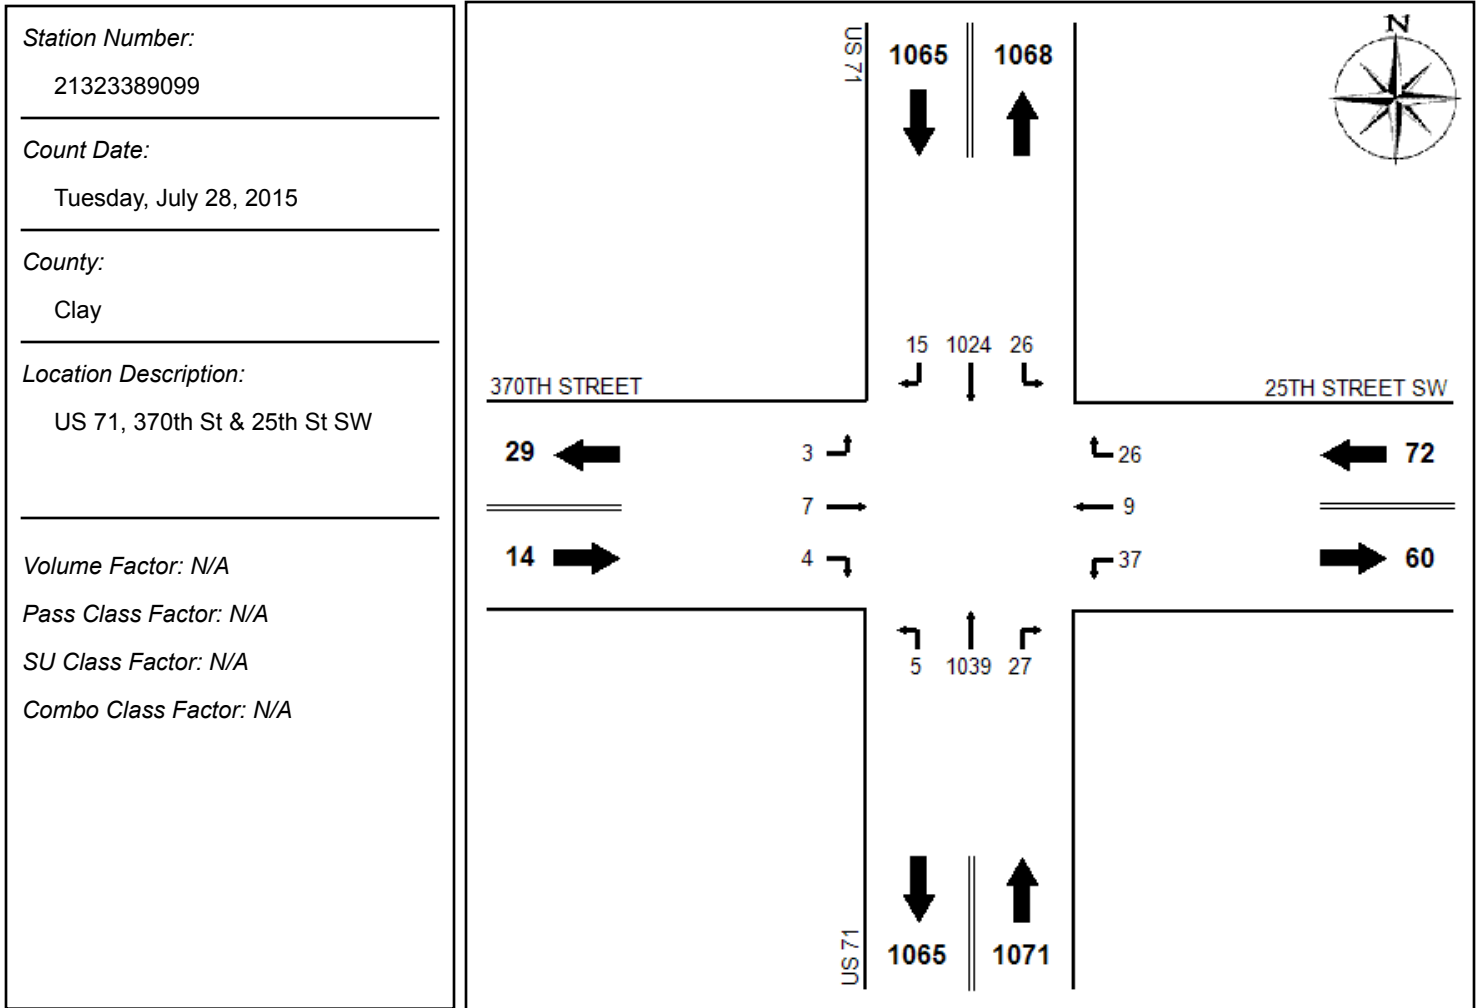 Station Number:
21323389099
Count Date:
Tuesday, July 28, 2015
County:
Clay
Location Description:
US 71, 370th St & 25th St SW
Volume Factor: N/A
Pass Class Factor: N/A
SU Class Factor: N/A
Combo Class Factor: N/A
N
US 71
1065 1068
15 1024 26
370TH STREET
25TH STREET SW
29 3 26 72
7 9
14 4 37 60
5 1039 27
US 71
1065 1071